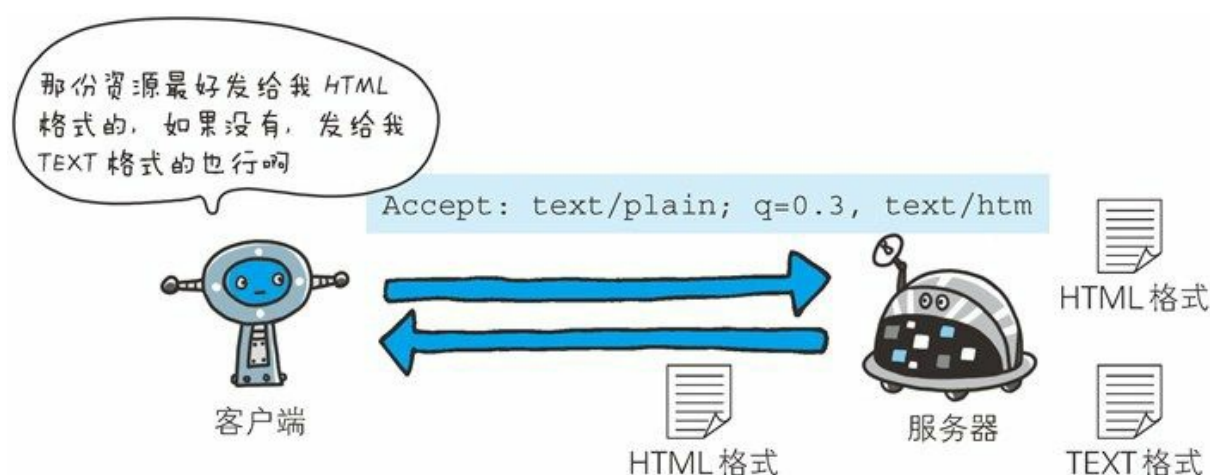 那份资源最好发给我 HTML
格式的，如果没有，发给我
TEXT 格式的也行啊
Accept: text/plain; q=0.3, text/htm
HTML 格式
客户端
服务器
HTML 格式
TEXT 格式